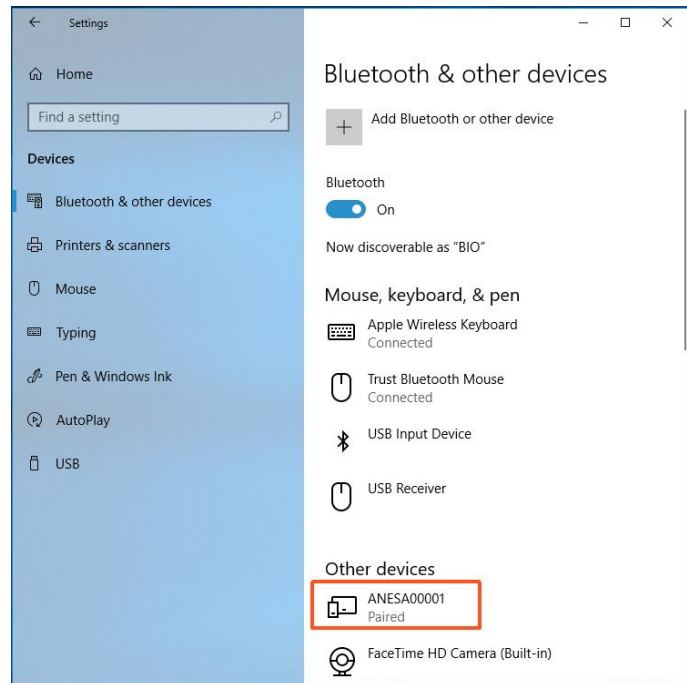 Settings
Home
Find a setting
Devices
Bluetooth & other devices
Printers & scanners
Mouse
Typing
Pen & Windows Ink
AutoPlay
USB
Bluetooth & other devices
Add Bluetooth or other device
Bluetooth
On
Now discoverable as “BIO”
Mouse, keyboard, & pen
Apple Wireless Keyboard
Connected
Trust Bluetooth Mouse
Connected
USB Input Device
USB Receiver
Other devices
ANESA00001
Paired
FaceTime HD Camera (Built-in)